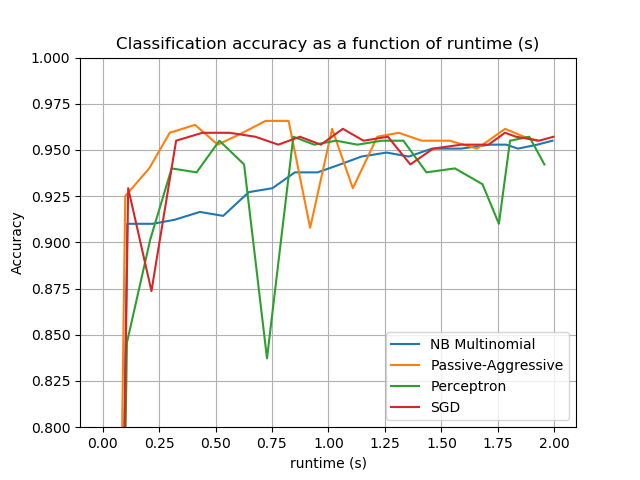 Classification accuracy as a function of runtime (s)
1.000
0.975
0.950
0.925
0.900
0.875
0.850
0.825
0.800
Accuracy
NB Multinomial
Passive-Aggressive
Perceptron
SGD
0.00 0.25 0.50 0.75 1.00 1.25 1.50 1.75 2.00
runtime (s)